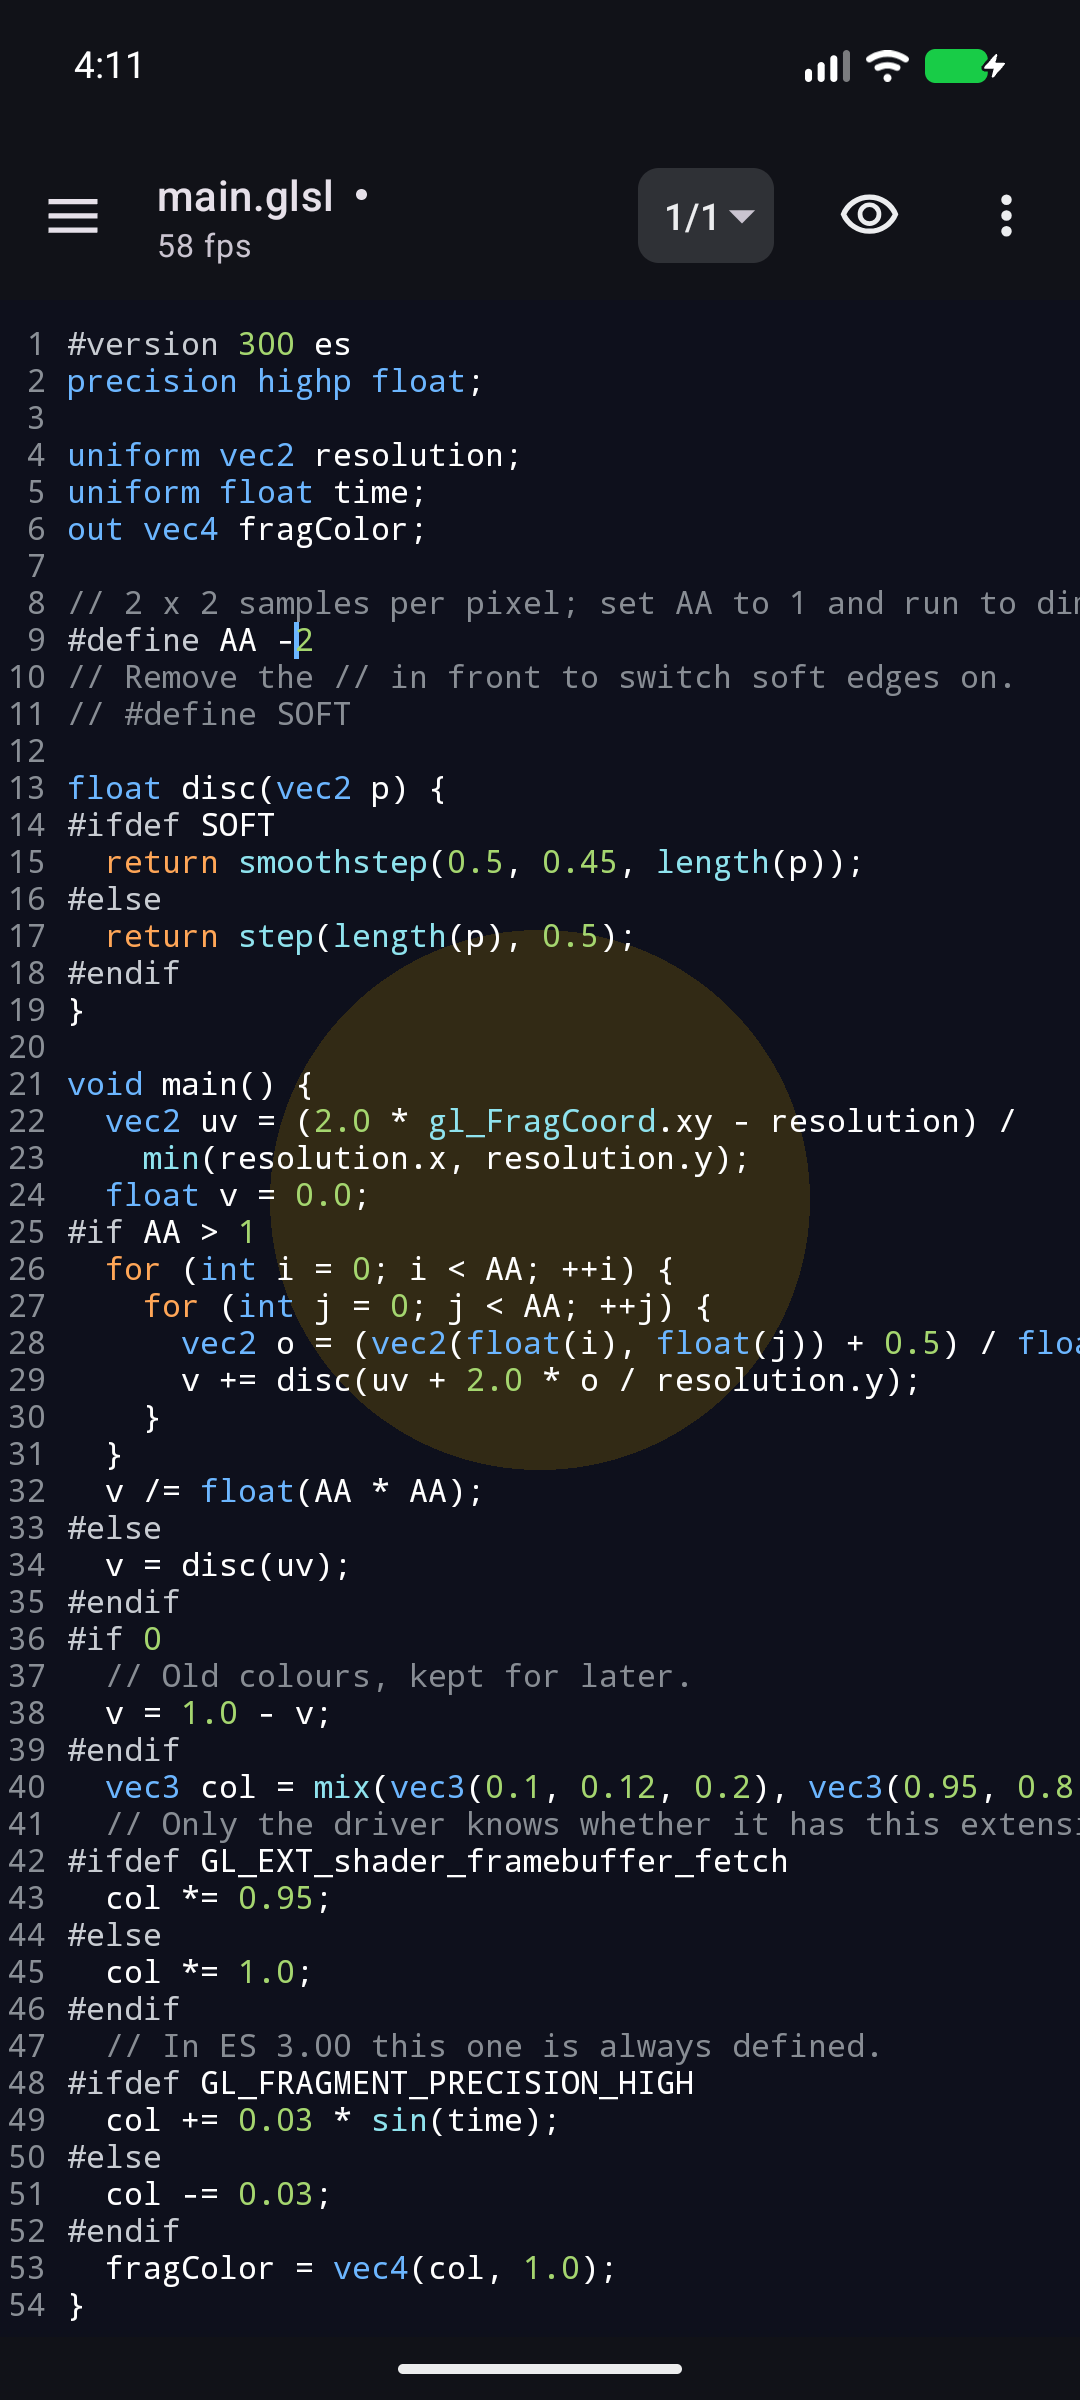 4:11
main.glsl •
58 fps
1/1
1 #version 300 es
2 precision highp float;
3
4 uniform vec2 resolution;
5 uniform float time;
6 out vec4 fragColor;
7
8 // 2 x 2 samples per pixel; set AA to 1 and run to
9 #define AA -2
10 // Remove the // in front to switch soft edges on.
11 // #define SOFT
12
13 float disc(vec2 p) {
14 #ifdef SOFT
15   return smoothstep(0.5, 0.45, length(p));
16 #else
17   return step(length(p), 0.5);
18 #endif
19 }
20
21 void main() {
22   vec2 uv = (2.0 * gl_FragCoord.xy - resolution) /
23     min(resolution.x, resolution.y);
24   float v = 0.0;
25 #if AA > 1
26   for (int i = 0; i < AA; ++i) {
27     for (int j = 0; j < AA; ++j) {
28       vec2 o = (vec2(float(i), float(j)) + 0.5) /
29       v += disc(uv + 2.0 * o / resolution.y);
30     }
31   }
32   v /= float(AA * AA);
33 #else
34   v = disc(uv);
35 #endif
36 #if 0
37   // Old colours, kept for later.
38   v = 1.0 - v;
39 #endif
40   vec3 col = mix(vec3(0.1, 0.12, 0.2), vec3(0.95, 0.8
41   // Only the driver knows whether it has this
42 #ifdef GL_EXT_shader_framebuffer_fetch
43   col *= 0.95;
44 #else
45   col *= 1.0;
46 #endif
47   // In ES 3.00 this one is always defined.
48 #ifdef GL_FRAGMENT_PRECISION_HIGH
49   col += 0.03 * sin(time);
50 #else
51   col -= 0.03;
52 #endif
53   fragColor = vec4(col, 1.0);
54 }